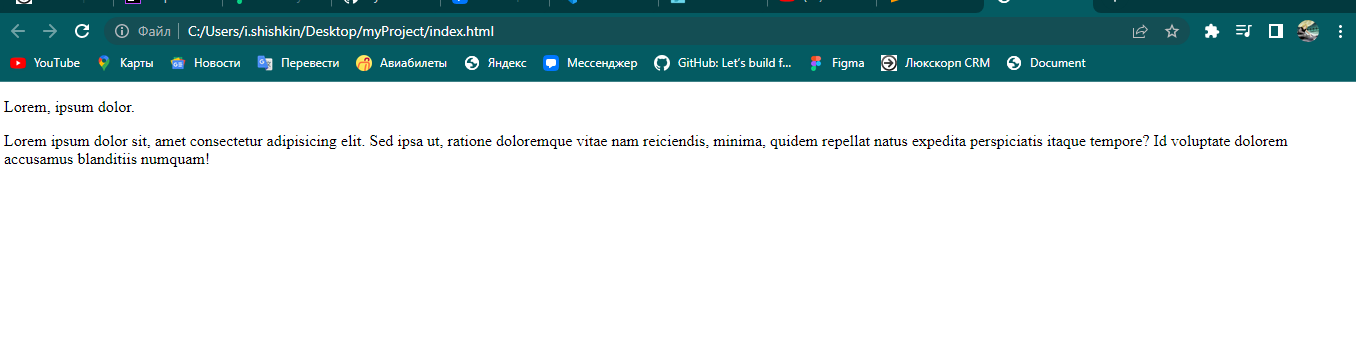 Файл C:/Users/i.shishkin/Desktop/myProject/index.html
YouTube Карты Новости Перевести Авиабилеты Яндекс Мессенджер GitHub: Let's build f... Figma Люкскорп CRM Document
Lorem, ipsum dolor.
Lorem ipsum dolor sit, amet consectetur adipisicing elit. Sed ipsa ut, ratione doloremque vitae nam reiciendis, minima, quidem repellat natus expedita perspiciatis itaque tempore? Id voluptate dolorem
accusamus blanditiis numquam!